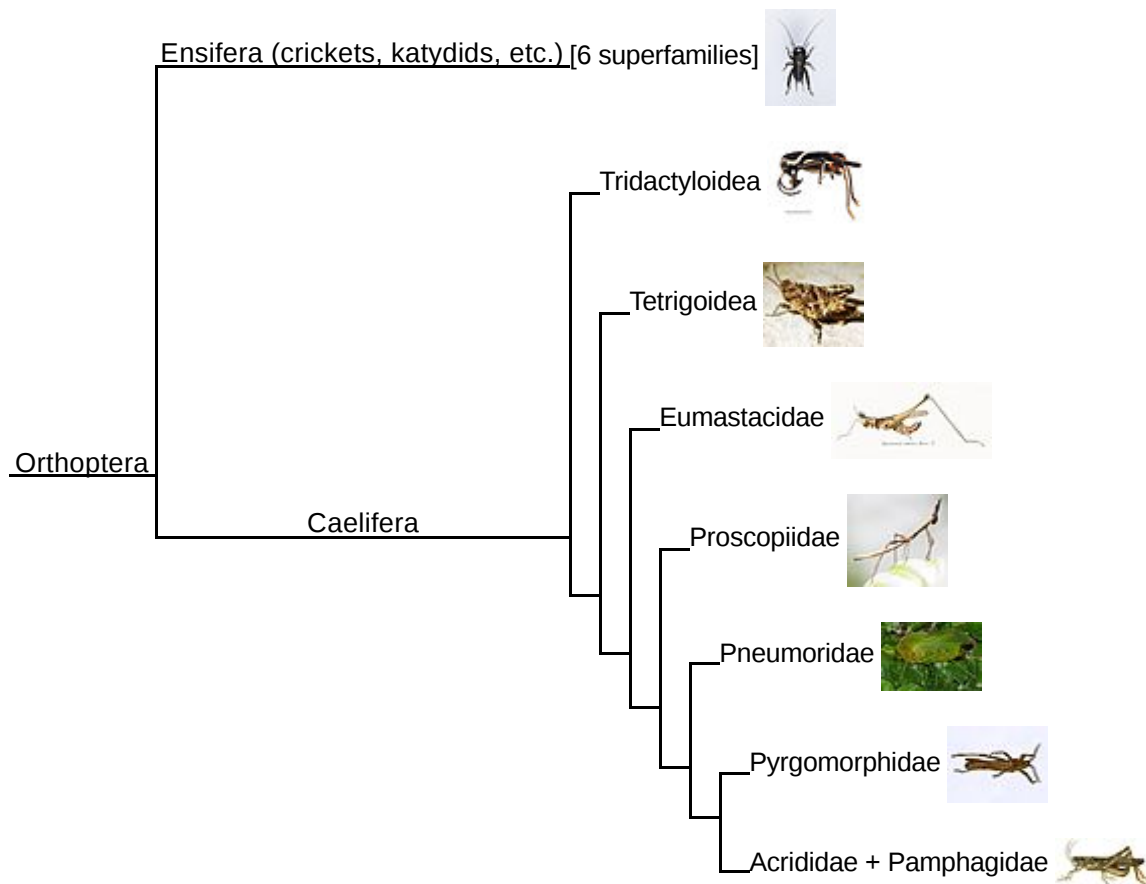 Ensifera (crickets, katydids, etc.) [6 superfamilies]
Tridactyloidea
Tetrigoidea
Eumastacidae
Orthoptera
Caelifera
Proscopiidae
Pneumoridae
Pyrgomorphidae
Acrididae + Pamphagidae